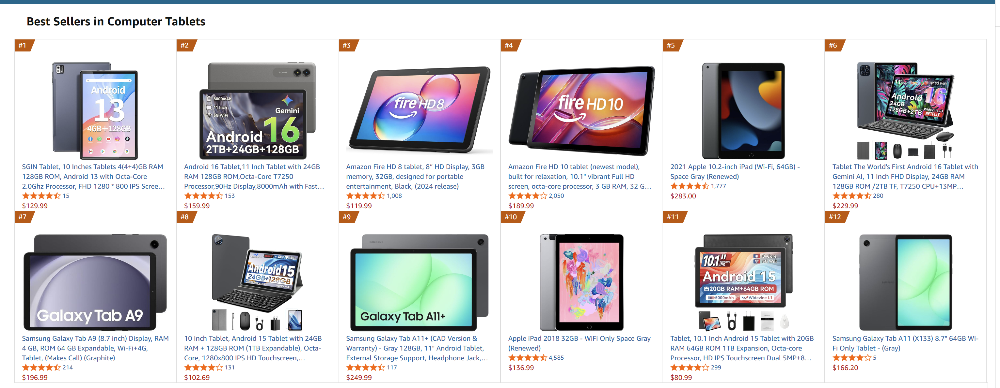 Best Sellers in Computer Tablets
#1
Android
13
4GB+128GB
SGIN Tablet, 10 Inches Tablets 4(4+4)GB RAM
128GB ROM, Android 13 with Octa-Core
2.0Ghz Processor, FHD 1280 * 800 IPS Scree...
15
$129.99
#2
8000mAh
11 Inch
5G WiFi
Gemini
Android 16
2TB+24GB+128GB
Android 16 Tablet,11 Inch Tablet with 24GB
RAM 128GB ROM,Octa-Core T7250
Processor,90Hz Display,8000mAh with Fast...
153
$159.99
#3
fire HD 8
Amazon Fire HD 8 tablet, 8” HD Display, 3GB
memory, 32GB, designed for portable
entertainment, Black, (2024 release)
1,008
$119.99
#4
fire HD 10
Amazon Fire HD 10 tablet (newest model),
built for relaxation, 10.1" vibrant Full HD
screen, octa-core processor, 3 GB RAM, 32 G...
2,050
$189.99
#5
2021 Apple 10.2-inch iPad (Wi-Fi, 64GB) -
Space Gray (Renewed)
1,777
$283.00
#6
11" Gemini AI 5G WiFi
Android 16
24GB
128GB+2TB
Widevine L1
NETFLIX
Tablet The World's First Android 16 Tablet with
Gemini AI, 11 Inch FHD Display, 24GB RAM
128GB ROM /2TB TF, T7250 CPU+13MP...
280
$229.99
#7
Galaxy Tab A9
Samsung Galaxy Tab A9 (8.7 inch) Display, RAM
4 GB, ROM 64 GB Expandable, Wi-Fi+4G,
Tablet, (Makes Call) (Graphite)
214
$196.99
#8
NETFLIX
Android15
24GB+128GB
6000 mAh
10 Inch Tablet, Android 15 Tablet with 24GB
RAM + 128GB ROM (1TB Expandable), Octa-
Core, 1280x800 IPS HD Touchscreen,...
131
$102.69
#9
SAMSUNG
Galaxy Tab A11+
Samsung Galaxy Tab A11+ (CAD Version &
Warranty) - Gray 128GB, 11" Android Tablet,
External Storage Support, Headphone Jack,...
117
$249.99
#10
Apple iPad 2018 32GB - WiFi Only Space Gray
(Renewed)
4,585
$136.99
#11
10.1"
1280x800
IPS
8-Core
5G Wifi
Android 15
20GB RAM+64GB ROM
5000mAh
Widevine L1
Tablet, 10.1 Inch Android 15 Tablet with 20GB
RAM 64GB ROM 1TB Expansion, Octa-core
Processor, HD IPS Touchscreen Dual 5MP+8...
299
$80.99
#12
SAMSUNG
Samsung Galaxy Tab A11 (X133) 8.7" 64GB Wi-
Fi Only Tablet - (Gray)
5
$166.20